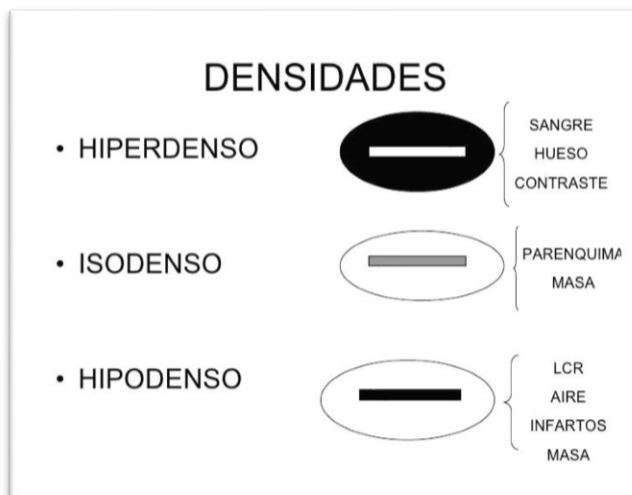 DENSIDADES
• HIPERDENSO
SANGRE
HUESO
CONTRASTE
• ISODENSO
PARENQUIMA
MASA
• HIPODENSO
LCR
AIRE
INFARTOS
MASA